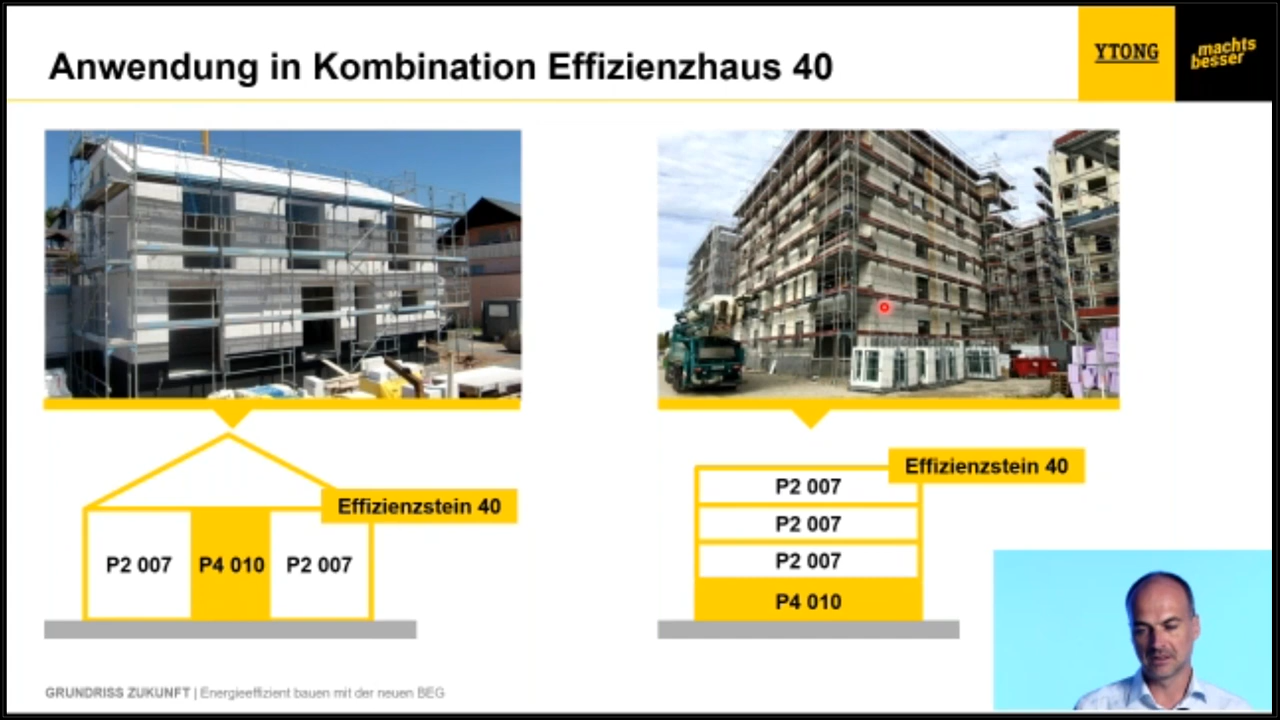 Anwendung in Kombination Effizienzhaus 40
YTONG
machts
besser
Effizienzstein 40
P2 007 P4 010 P2 007
Effizienzstein 40
P2 007
P2 007
P2 007
P4 010
GRUNDRISS ZUKUNFT | Energieeffizient bauen mit der neuen BEG